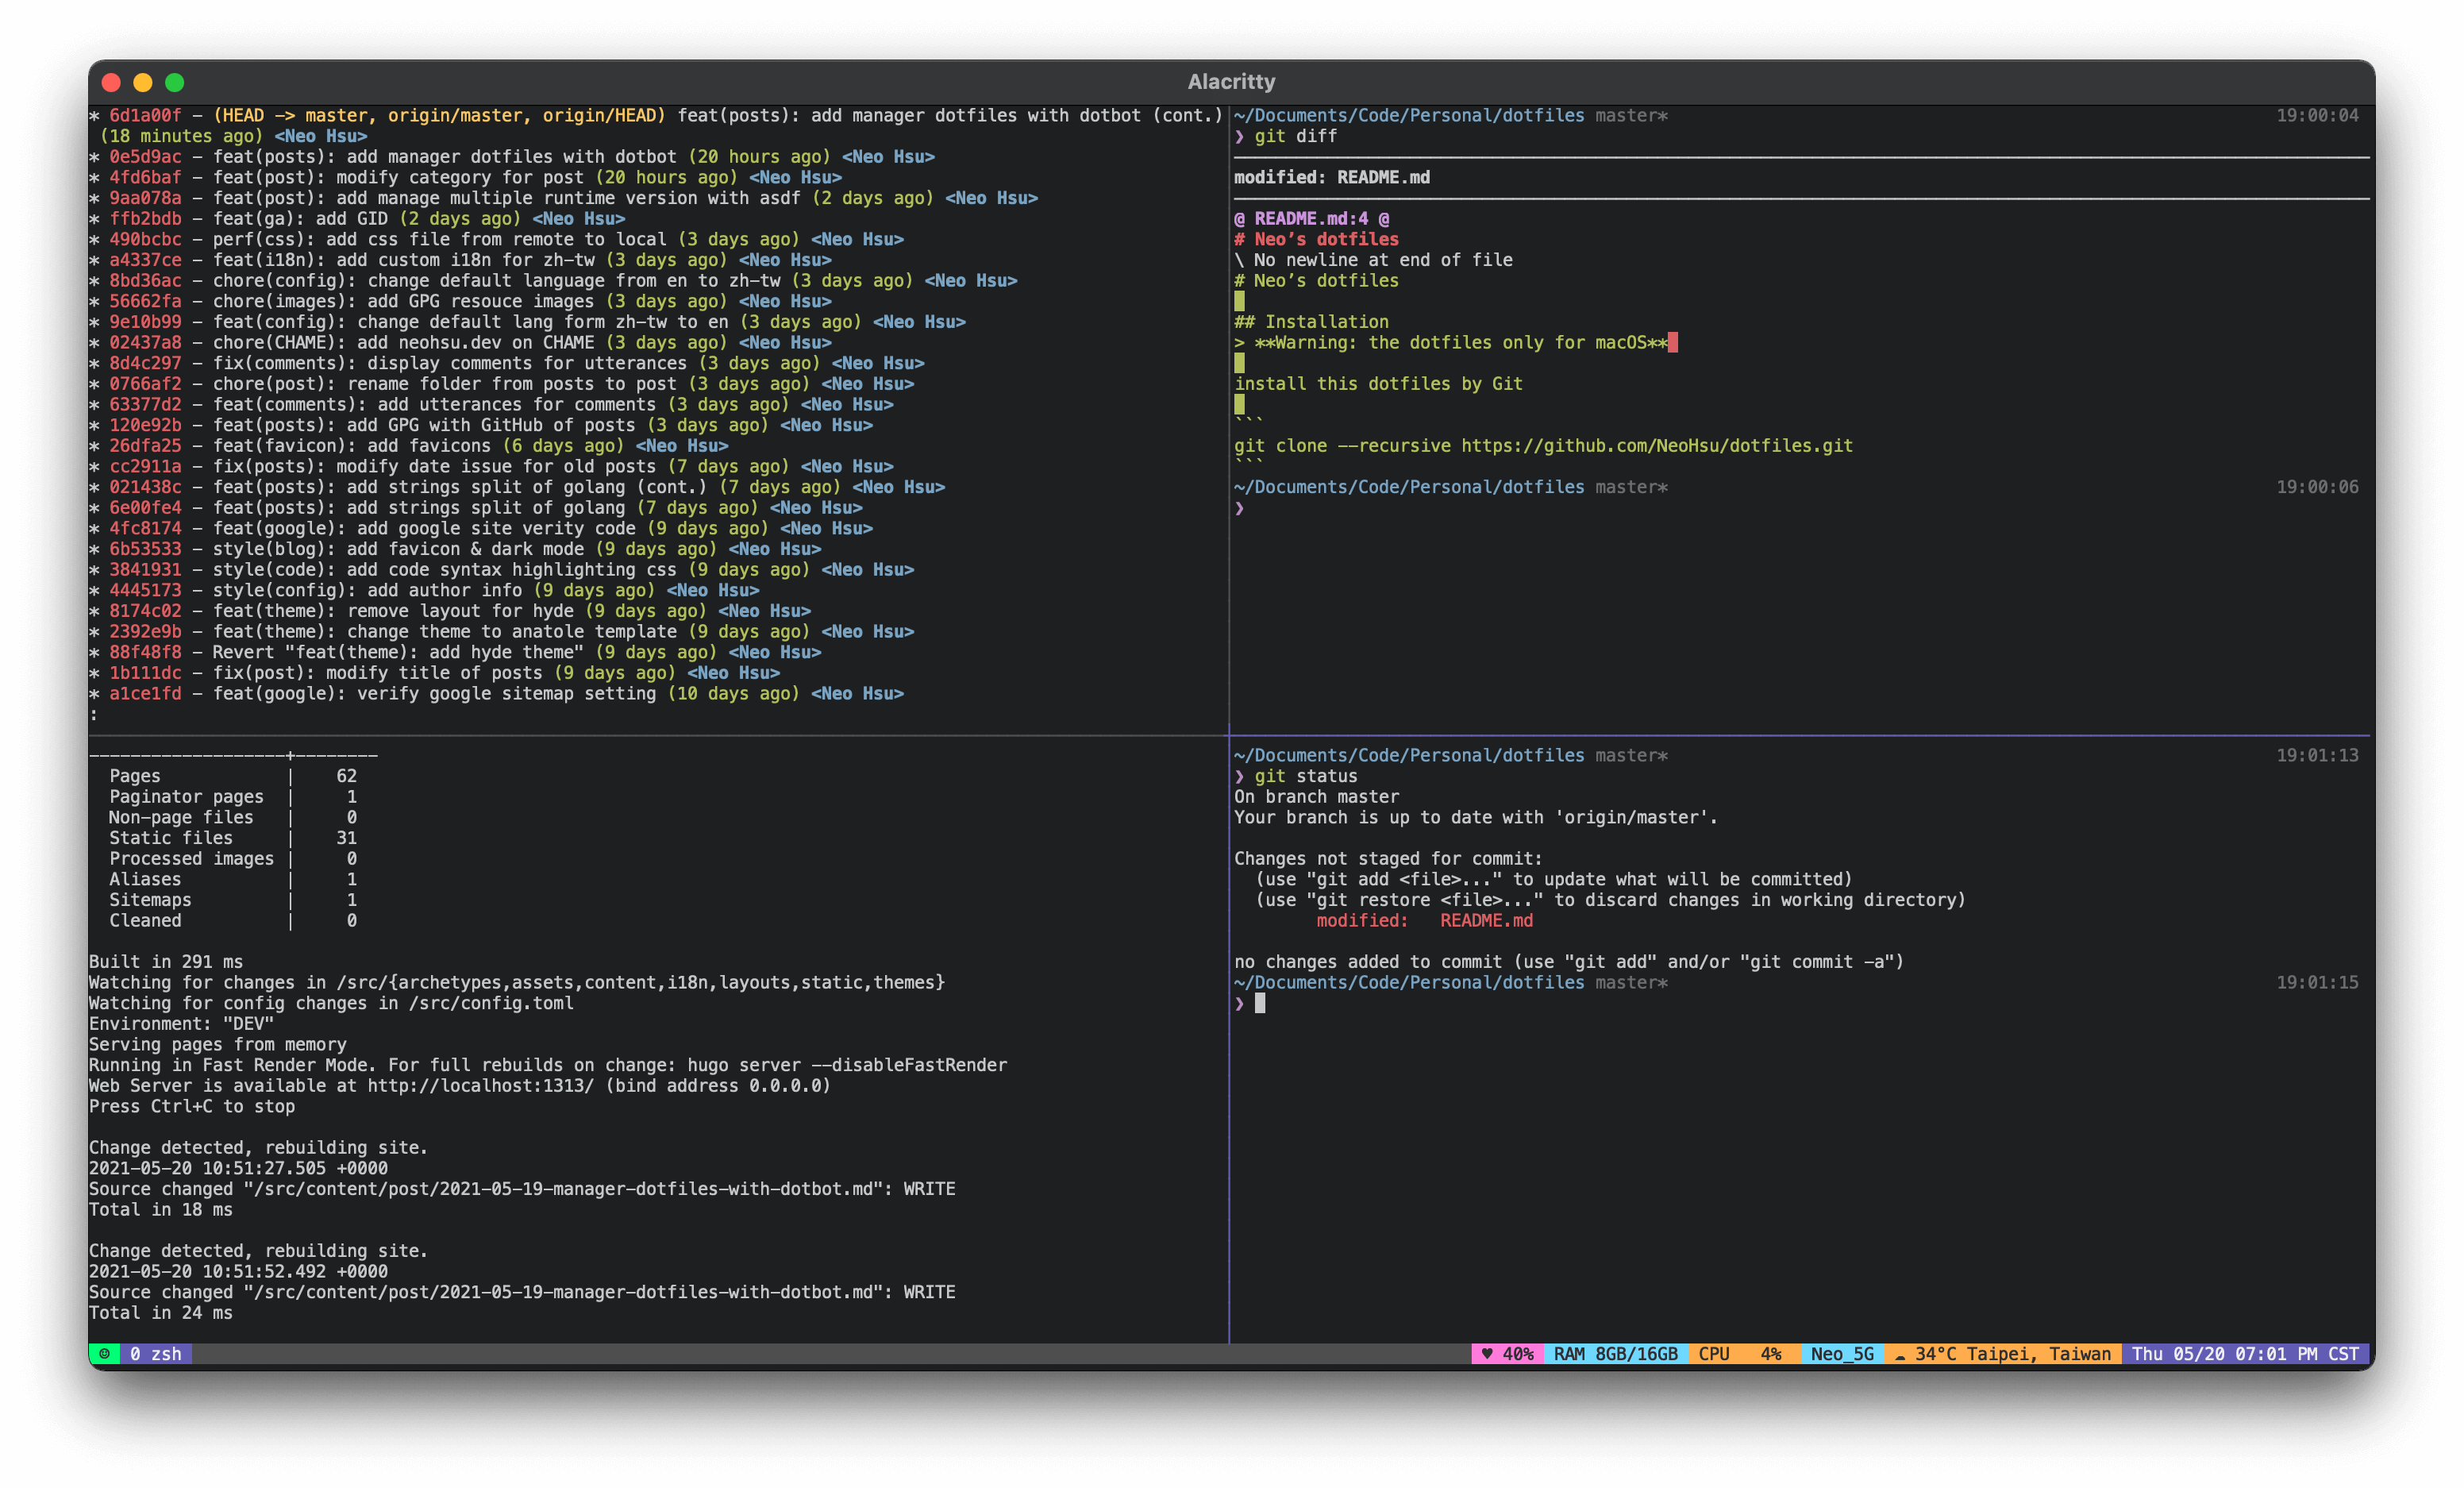 Alacritty
* 6d1a00f - (HEAD -> master, origin/master, origin/HEAD) feat(posts): add manager dotfiles with dotbot (cont.)
(18 minutes ago) <Neo Hsu>
* 0e5d9ac - feat(posts): add manager dotfiles with dotbot (20 hours ago) <Neo Hsu>
* 4fd6baf - feat(post): modify category for post (20 hours ago) <Neo Hsu>
* 9aa078a - feat(post): add manage multiple runtime version with asdf (2 days ago) <Neo Hsu>
* ffb2bdb - feat(ga): add GID (2 days ago) <Neo Hsu>
* 490bcbc - perf(css): add css file from remote to local (3 days ago) <Neo Hsu>
* a4337ce - feat(i18n): add custom i18n for zh-tw (3 days ago) <Neo Hsu>
* 8bd36ac - chore(config): change default language from en to zh-tw (3 days ago) <Neo Hsu>
* 56662fa - chore(images): add GPG resouce images (3 days ago) <Neo Hsu>
* 9e10b99 - feat(config): change default lang form zh-tw to en (3 days ago) <Neo Hsu>
* 02437a8 - chore(CHAME): add neohsu.dev on CHAME (3 days ago) <Neo Hsu>
* 8d4c297 - fix(comments): display comments for utterances (3 days ago) <Neo Hsu>
* 0766af2 - chore(post): rename folder from posts to post (3 days ago) <Neo Hsu>
* 63377d2 - feat(comments): add utterances for comments (3 days ago) <Neo Hsu>
* 120e92b - feat(posts): add GPG with GitHub of posts (3 days ago) <Neo Hsu>
* 26dfa25 - feat(favicon): add favicons (6 days ago) <Neo Hsu>
* cc2911a - fix(posts): modify date issue for old posts (7 days ago) <Neo Hsu>
* 021438c - feat(posts): add strings split of golang (cont.) (7 days ago) <Neo Hsu>
* 6e00fe4 - feat(posts): add strings split of golang (7 days ago) <Neo Hsu>
* 4fc8174 - feat(google): add google site verity code (9 days ago) <Neo Hsu>
* 6b53533 - style(blog): add favicon & dark mode (9 days ago) <Neo Hsu>
* 3841931 - style(code): add code syntax highlighting css (9 days ago) <Neo Hsu>
* 4445173 - style(config): add author info (9 days ago) <Neo Hsu>
* 8174c02 - feat(theme): remove layout for hyde (9 days ago) <Neo Hsu>
* 2392e9b - feat(theme): change theme to anatole template (9 days ago) <Neo Hsu>
* 88f48f8 - Revert "feat(theme): add hyde theme" (9 days ago) <Neo Hsu>
* 1b111dc - fix(post): modify title of posts (9 days ago) <Neo Hsu>
* a1ce1fd - feat(google): verify google sitemap setting (10 days ago) <Neo Hsu>
:
~/Documents/Code/Personal/dotfiles master* 19:00:04
❯ git diff
modified: README.md
@ README.md:4 @
# Neo's dotfiles
\ No newline at end of file
# Neo's dotfiles
## Installation
> **Warning: the dotfiles only for macOS**
install this dotfiles by Git
```
git clone --recursive https://github.com/NeoHsu/dotfiles.git
```
~/Documents/Code/Personal/dotfiles master* 19:00:06
❯
-------------------+--------
Pages | 62
Paginator pages | 1
Non-page files | 0
Static files | 31
Processed images | 0
Aliases | 1
Sitemaps | 1
Cleaned | 0
Built in 291 ms
Watching for changes in /src/{archetypes,assets,content,i18n,layouts,static,themes}
Watching for config changes in /src/config.toml
Environment: "DEV"
Serving pages from memory
Running in Fast Render Mode. For full rebuilds on change: hugo server --disableFastRender
Web Server is available at http://localhost:1313/ (bind address 0.0.0.0)
Press Ctrl+C to stop
Change detected, rebuilding site.
2021-05-20 10:51:27.505 +0000
Source changed "/src/content/post/2021-05-19-manager-dotfiles-with-dotbot.md": WRITE
Total in 18 ms
Change detected, rebuilding site.
2021-05-20 10:51:52.492 +0000
Source changed "/src/content/post/2021-05-19-manager-dotfiles-with-dotbot.md": WRITE
Total in 24 ms
~/Documents/Code/Personal/dotfiles master* 19:01:13
❯ git status
On branch master
Your branch is up to date with 'origin/master'.
Changes not staged for commit:
(use "git add <file>..." to update what will be committed)
(use "git restore <file>..." to discard changes in working directory)
modified: README.md
no changes added to commit (use "git add" and/or "git commit -a")
~/Documents/Code/Personal/dotfiles master* 19:01:15
❯
☺ 0 zsh ♥ 40% RAM 8GB/16GB CPU 4% Neo_5G ☁ 34°C Taipei, Taiwan Thu 05/20 07:01 PM CST